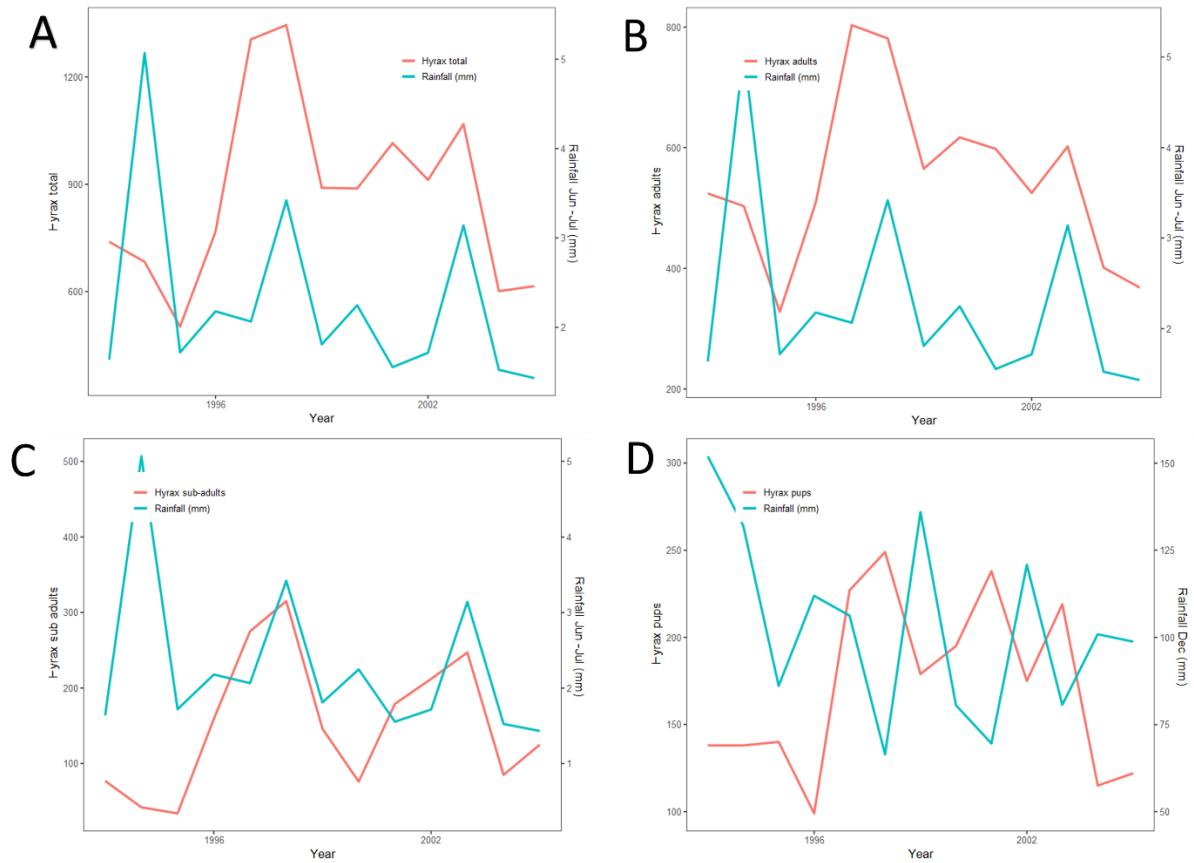 A
Hyrax total
Rainfall (mm)
1200
900
600
Hyrax total
5
4
3
2
Rainfall Jun -Jul (mm)
1996
2002
Year
B
Hyrax adults
Rainfall (mm)
800
600
400
200
Hyrax adults
5
4
3
2
Rainfall Jun -Jul (mm)
1996
2002
Year
C
Hyrax sub-adults
Rainfall (mm)
500
400
300
200
100
Hyrax sub adults
5
4
3
2
1
Rainfall Jun -Jul (mm)
1996
2002
Year
D
Hyrax pups
Rainfall (mm)
300
250
200
150
100
Hyrax pups
150
125
100
75
50
Rainfall Dec (mm)
1996
2002
Year